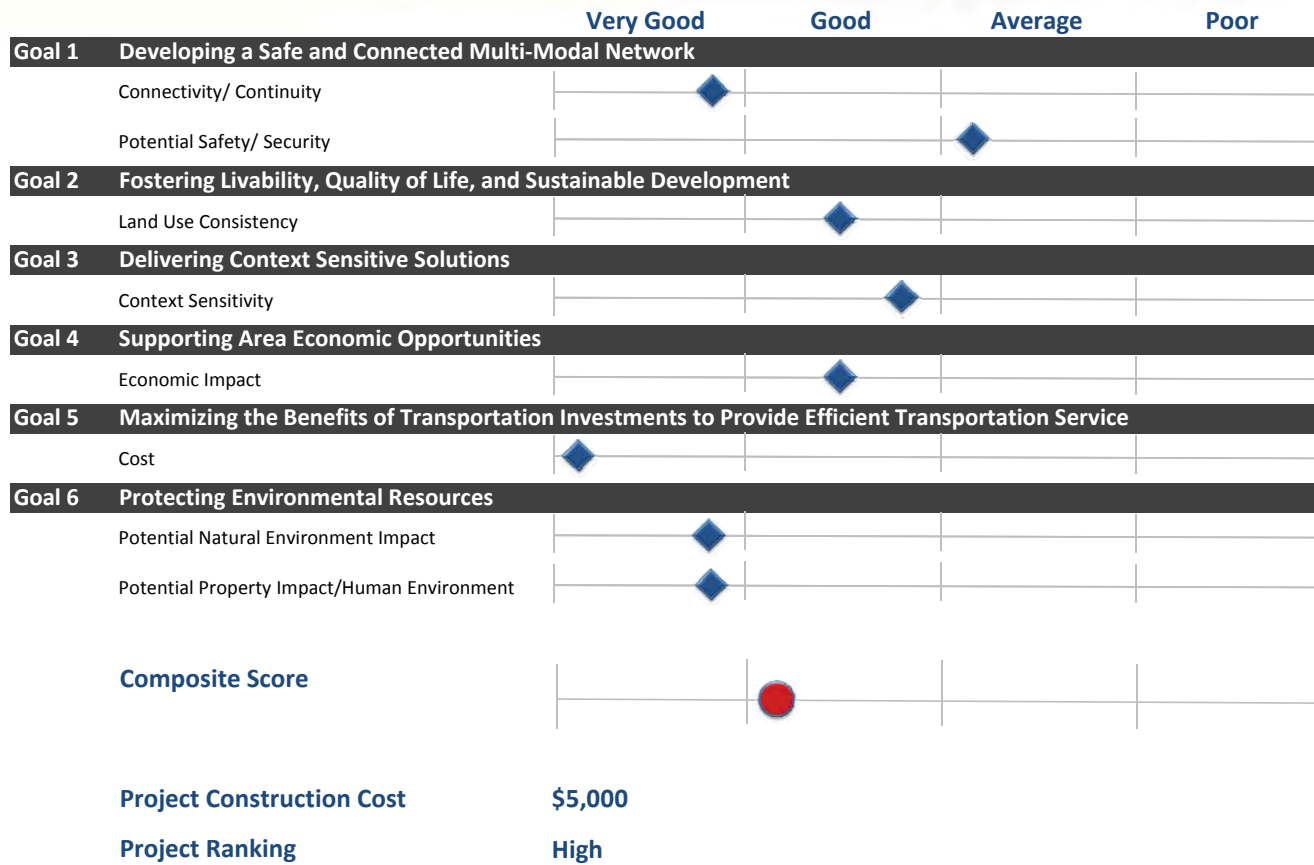 Very Good Good Average Poor
Goal 1 Developing a Safe and Connected Multi-Modal Network
Connectivity/ Continuity
Potential Safety/ Security
Goal 2 Fostering Livability, Quality of Life, and Sustainable Development
Land Use Consistency
Goal 3 Delivering Context Sensitive Solutions
Context Sensitivity
Goal 4 Supporting Area Economic Opportunities
Economic Impact
Goal 5 Maximizing the Benefits of Transportation Investments to Provide Efficient Transportation Service
Cost
Goal 6 Protecting Environmental Resources
Potential Natural Environment Impact
Potential Property Impact/Human Environment
Composite Score
Project Construction Cost $5,000
Project Ranking High